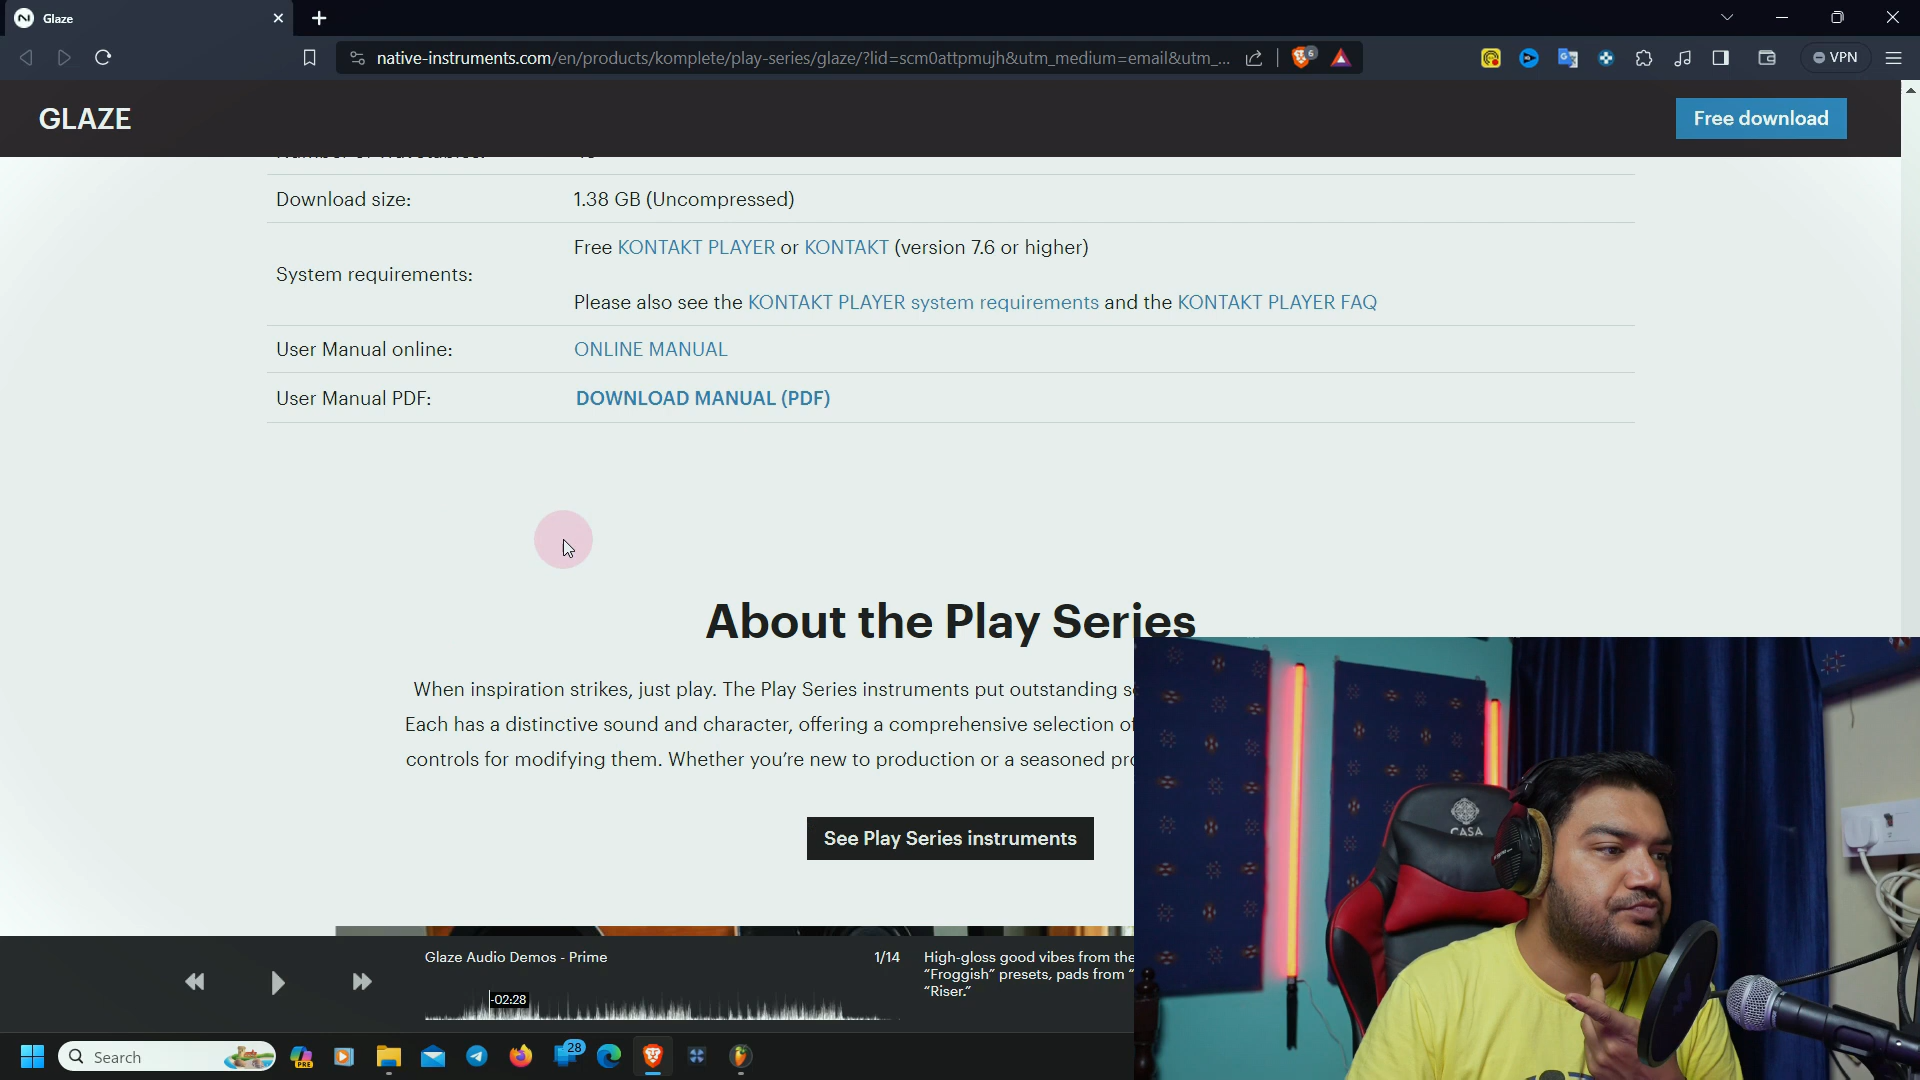 Glaze
native-instruments.com/en/products/komplete/play-series/glaze/?lid=scm0attpmujh&utm_medium=email&utm_...
6
VPN
GLAZE
Free download
Download size:
1.38 GB (Uncompressed)
System requirements:
Free KONTAKT PLAYER or KONTAKT (version 7.6 or higher)
Please also see the KONTAKT PLAYER system requirements and the KONTAKT PLAYER FAQ
User Manual online:
ONLINE MANUAL
User Manual PDF:
DOWNLOAD MANUAL (PDF)
About the Play Series
When inspiration strikes, just play. The Play Series instruments put outstanding
Each has a distinctive sound and character, offering a comprehensive selection
controls for modifying them. Whether you're new to production or a seasoned
See Play Series instruments
CASA
Glaze Audio Demos - Prime
1/14
High-gloss good vibes from the
"Froggish" presets, pads from "
"Riser."
-02:28
Search
PRE
28